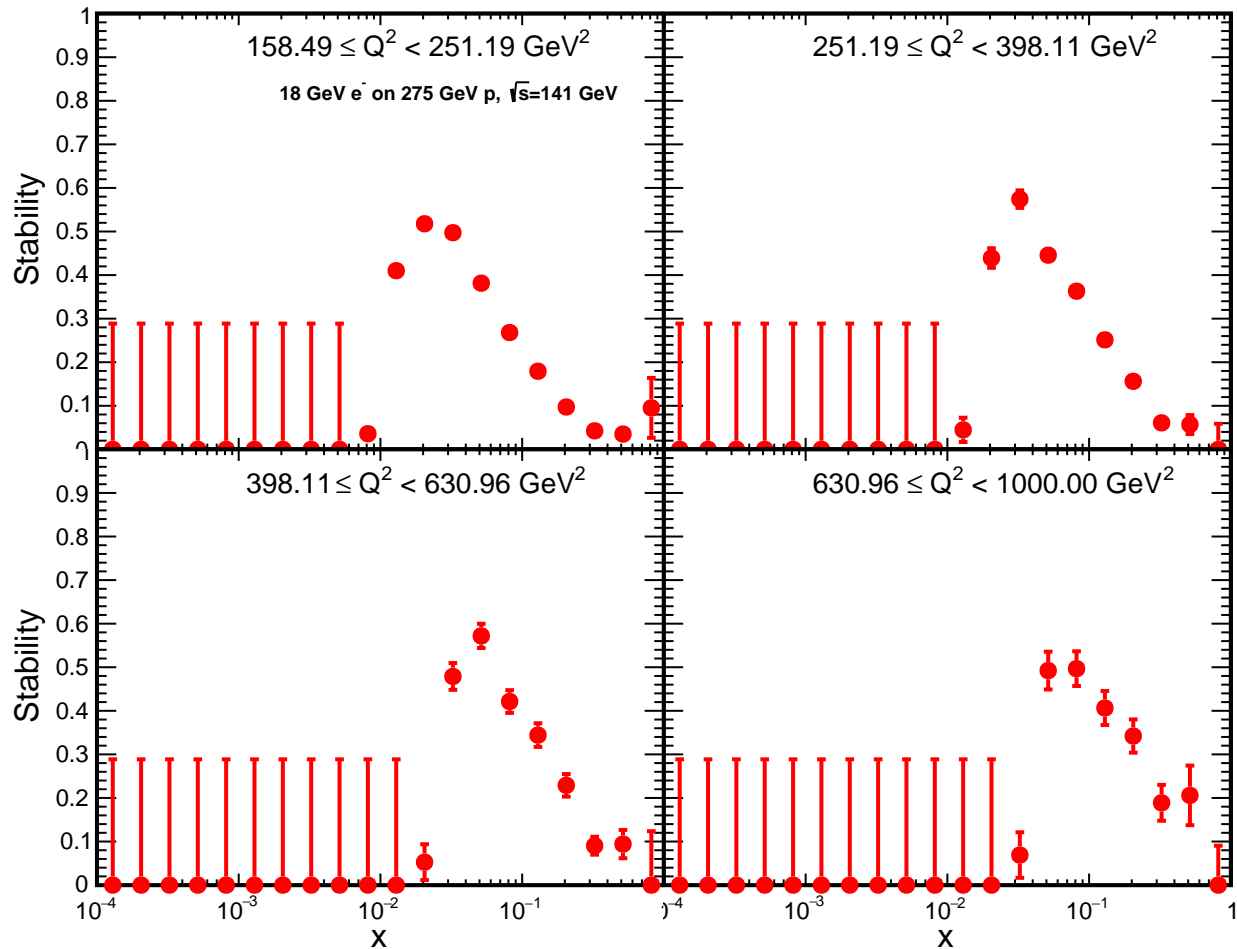 158.49 ≤ Q² < 251.19 GeV²
18 GeV e⁻ on 275 GeV p, √s=141 GeV
251.19 ≤ Q² < 398.11 GeV²
1
0.9
0.8
0.7
0.6
0.5
0.4
0.3
0.2
0.1
0
Stability
398.11 ≤ Q² < 630.96 GeV²
630.96 ≤ Q² < 1000.00 GeV²
0.9
0.8
0.7
0.6
0.5
0.4
0.3
0.2
0.1
0
Stability
10⁻⁴ 10⁻³ 10⁻² 10⁻¹ 10⁻⁴ 10⁻³ 10⁻² 10⁻¹ 1
x x